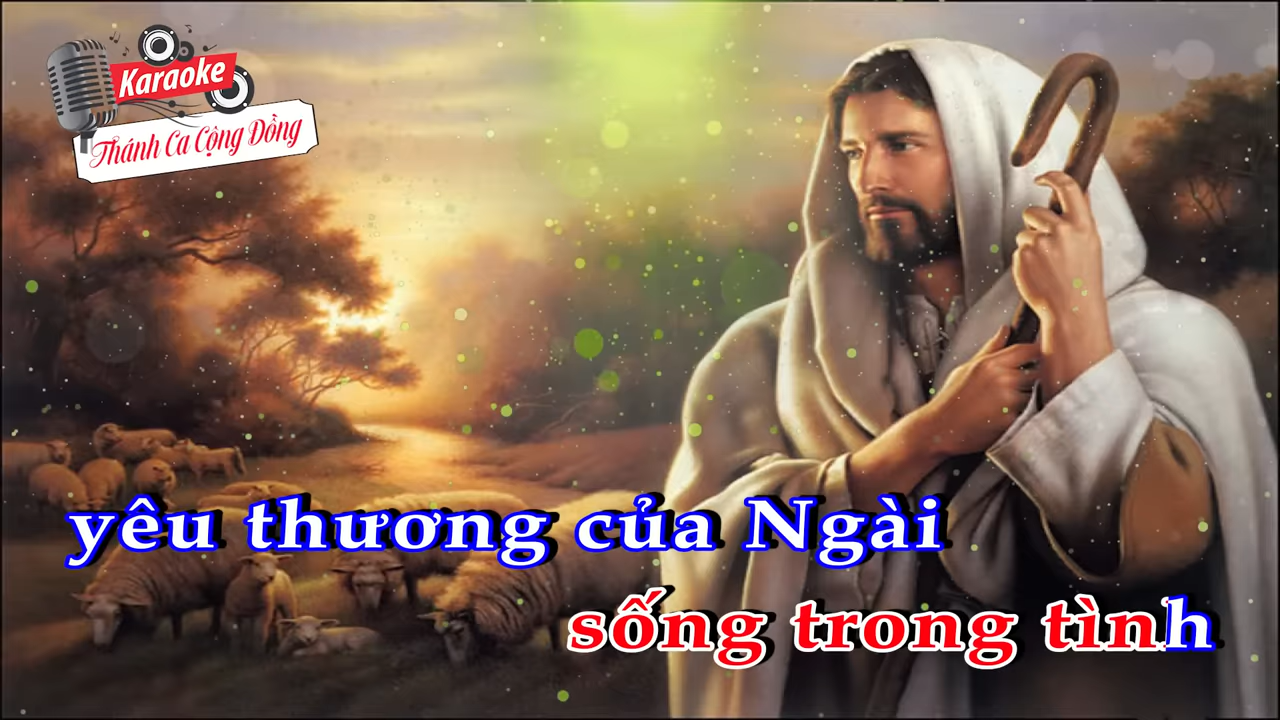 Karaoke
Thánh Ca Cộng Đồng
yêu thương của Ngài
sống trong tình